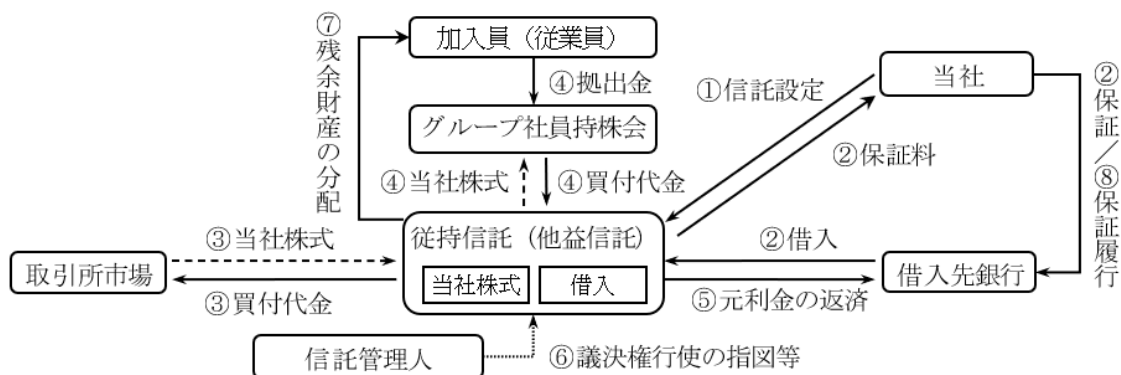 ⑦残余財産の分配
加入員（従業員）
④拠出金
グループ社員持株会
④当社株式
④買付代金
①信託設定
当社
②保証料
②保証／⑧保証履行
③当社株式
取引所市場
③買付代金
従持信託（他益信託）
当社株式
借入
②借入
借入先銀行
⑤元利金の返済
信託管理人
⑥議決権行使の指図等